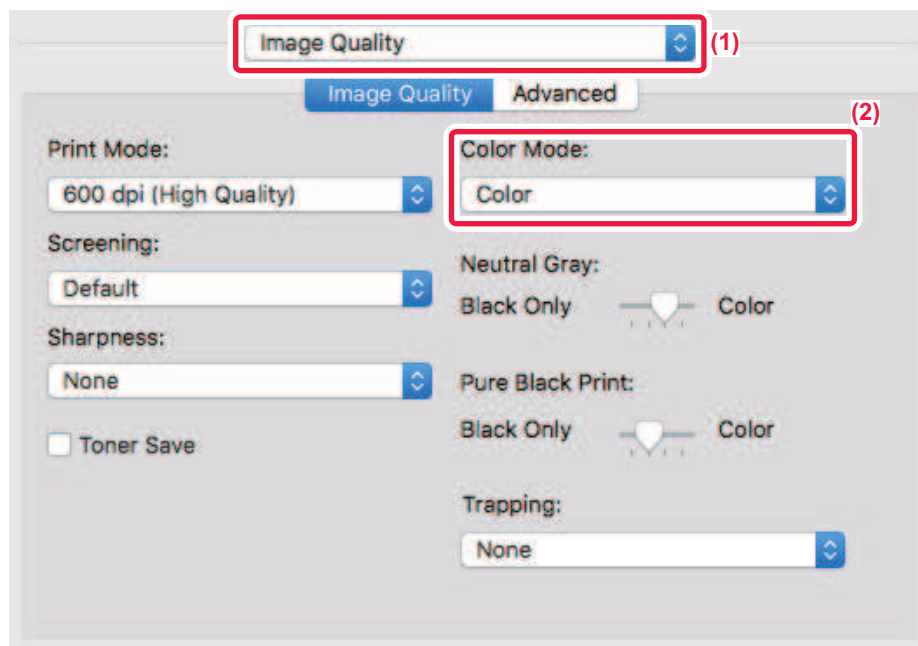 Image Quality
(1)
Image Quality Advanced
(2)
Print Mode:
600 dpi (High Quality)
Screening:
Default
Sharpness:
None
Toner Save
Color Mode:
Color
Neutral Gray:
Black Only Color
Pure Black Print:
Black Only Color
Trapping:
None